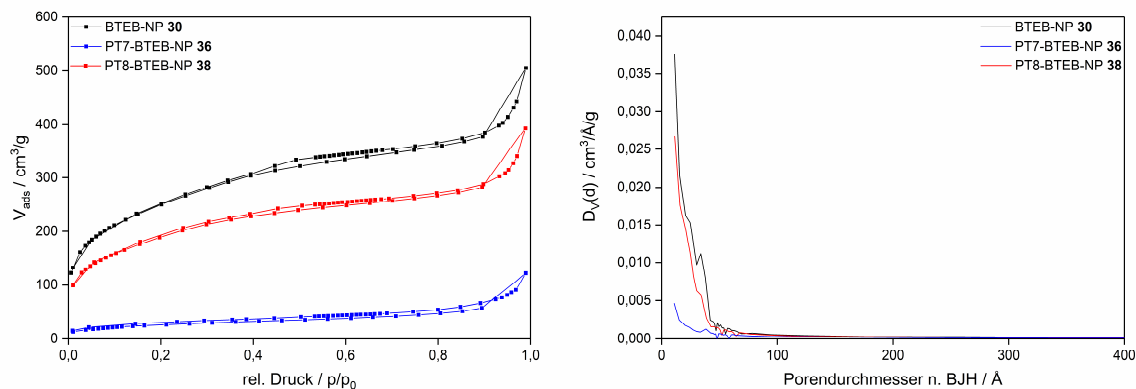 BTEB-NP 30
PT7-BTEB-NP 36
PT8-BTEB-NP 38
600
500
400
300
200
100
0
V_ads / cm³/g
0,0
0,2
0,4
0,6
0,8
1,0
rel. Druck / p/p₀
BTEB-NP 30
PT7-BTEB-NP 36
PT8-BTEB-NP 38
0,040
0,035
0,030
0,025
0,020
0,015
0,010
0,005
0,000
D_V(d) / cm³/Å/g
0
100
200
300
400
Porendurchmesser n. BJH / Å